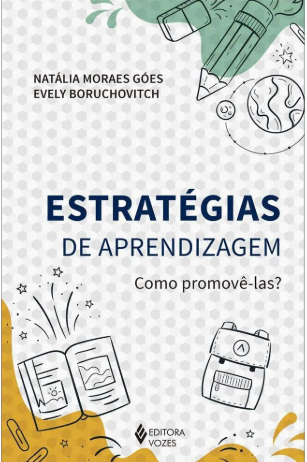 NATÁLIA MORAES GÓES
EVELY BORUCHOVITCH
ESTRATÉGIAS
DE APRENDIZAGEM
Como promovê-las?
EDITORA
VOZES